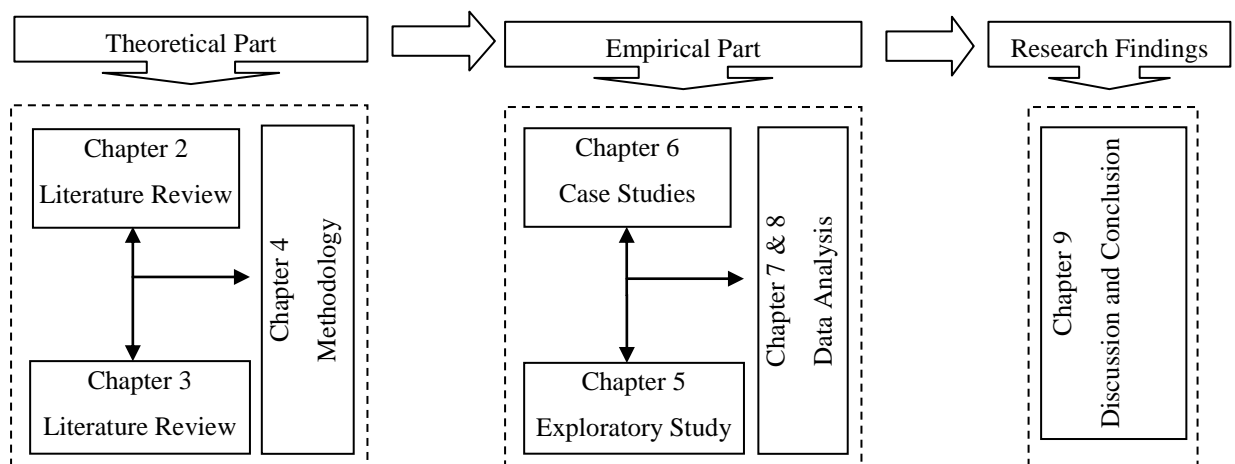 Theoretical Part
Empirical Part
Research Findings
Chapter 2
Literature Review
Chapter 3
Literature Review
Chapter 4
Methodology
Chapter 6
Case Studies
Chapter 5
Exploratory Study
Chapter 7 & 8
Data Analysis
Chapter 9
Discussion and Conclusion